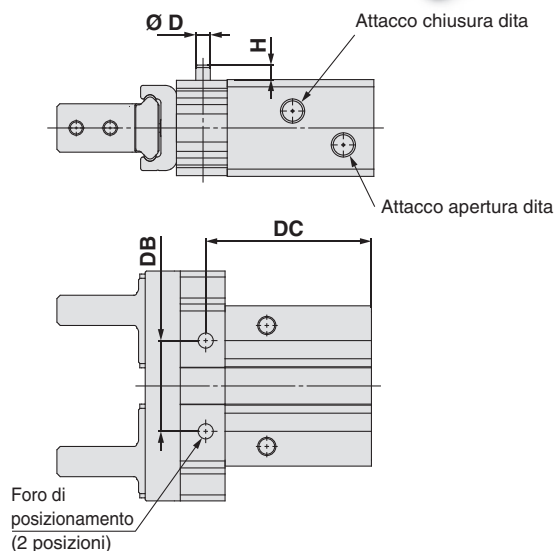 Attacco chiusura dita
Ø D
H
Attacco apertura dita
DC
DB
Foro di
posizionamento
(2 posizioni)